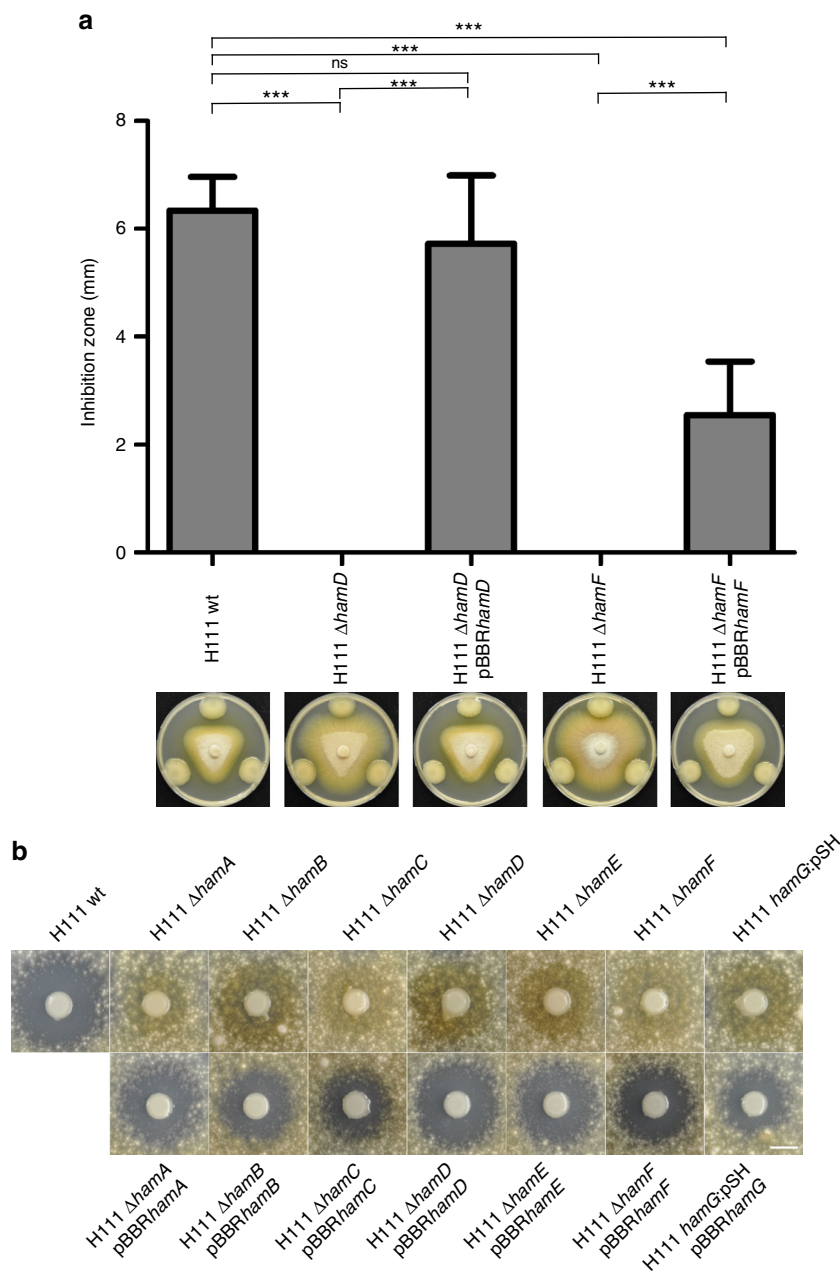 a
***
***
ns
***
***
***
8
6
4
2
0
Inhibition zone (mm)
H111 wt
H111 ΔhamD
H111 ΔhamD
pBBRhamD
H111 ΔhamF
H111 ΔhamF
pBBRhamF
b
H111 wt
H111 ΔhamA
H111 ΔhamB
H111 ΔhamC
H111 ΔhamD
H111 ΔhamE
H111 ΔhamF
H111 hamG:pSH
H111 ΔhamA
pBBRhamA
H111 ΔhamB
pBBRhamB
H111 ΔhamC
pBBRhamC
H111 ΔhamD
pBBRhamD
H111 ΔhamE
pBBRhamE
H111 ΔhamF
pBBRhamF
H111 hamG:pSH
pBBRhamG